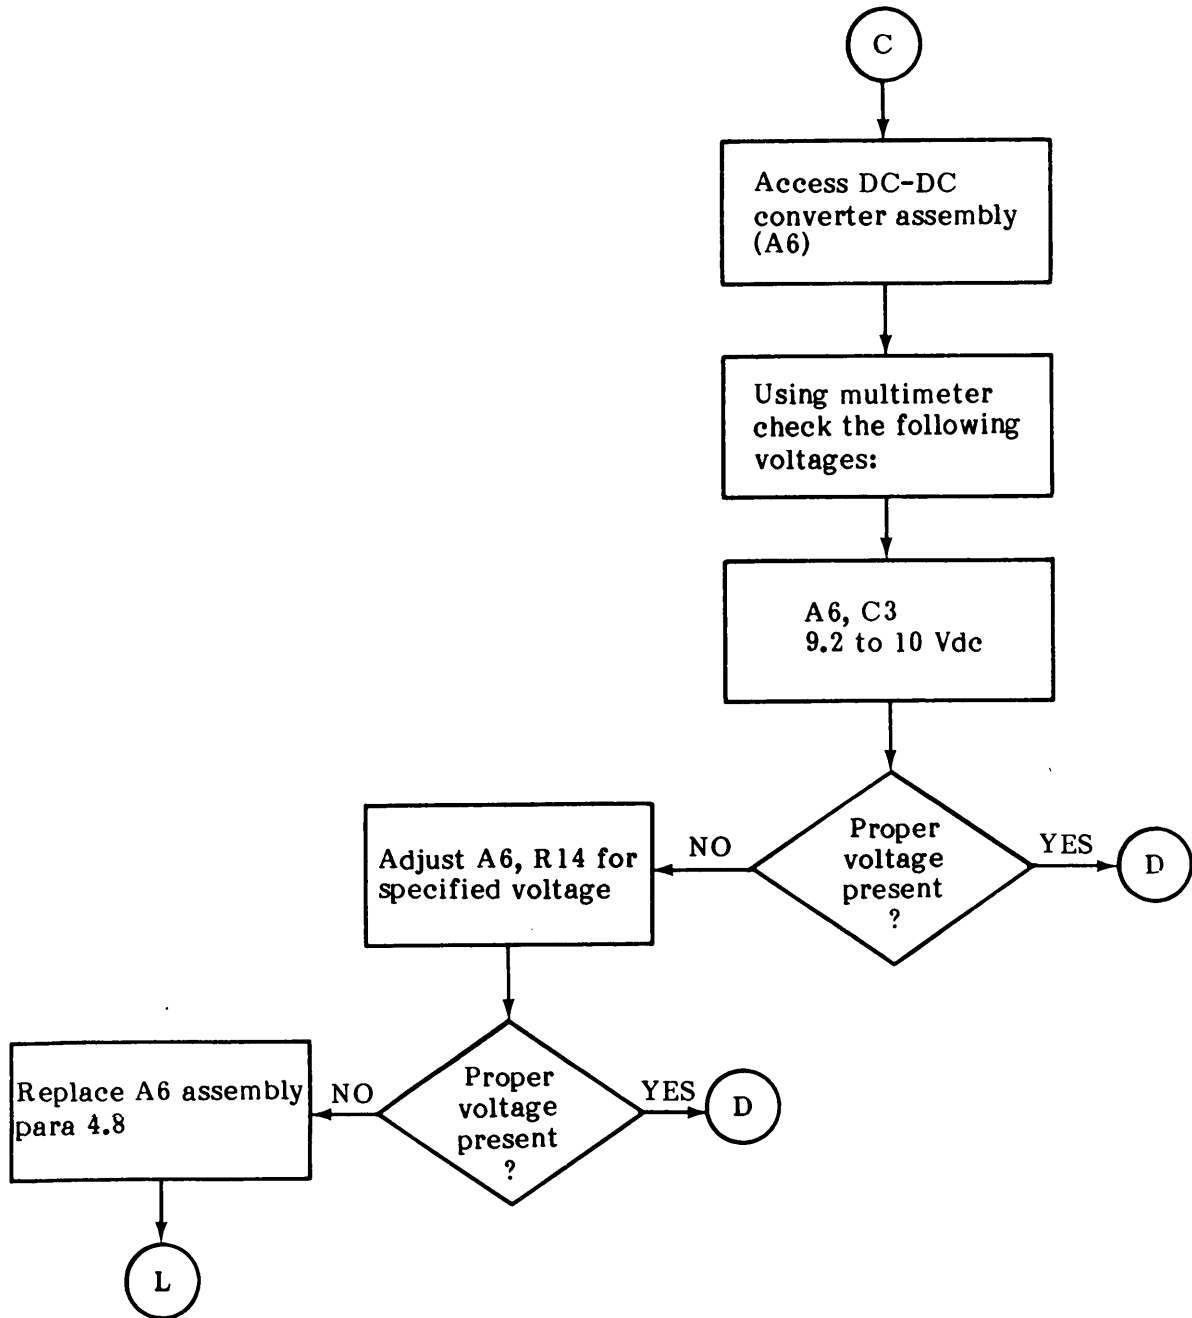 C
Access DC-DC
converter assembly
(A6)
Using multimeter
check the following
voltages:
A6, C3
9.2 to 10 Vdc
Proper
voltage
present
?
YES
D
NO
Adjust A6, R14 for
specified voltage
Proper
voltage
present
?
YES
D
NO
Replace A6 assembly
para 4.8
L